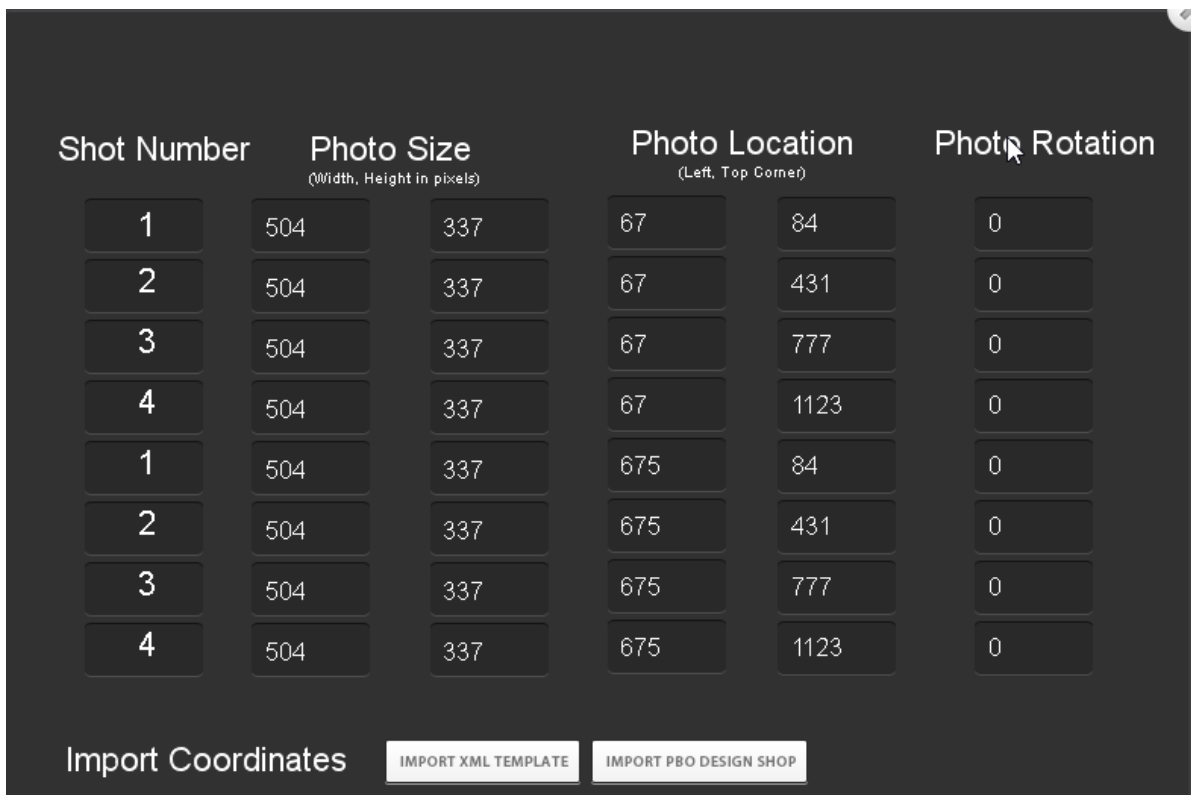 Shot Number Photo Size Photo Location Photo Rotation
(Width, Height in pixels) (Left, Top Corner)
1 504 337 67 84 0
2 504 337 67 431 0
3 504 337 67 777 0
4 504 337 67 1123 0
1 504 337 675 84 0
2 504 337 675 431 0
3 504 337 675 777 0
4 504 337 675 1123 0
Import Coordinates IMPORT XML TEMPLATE IMPORT PBO DESIGN SHOP